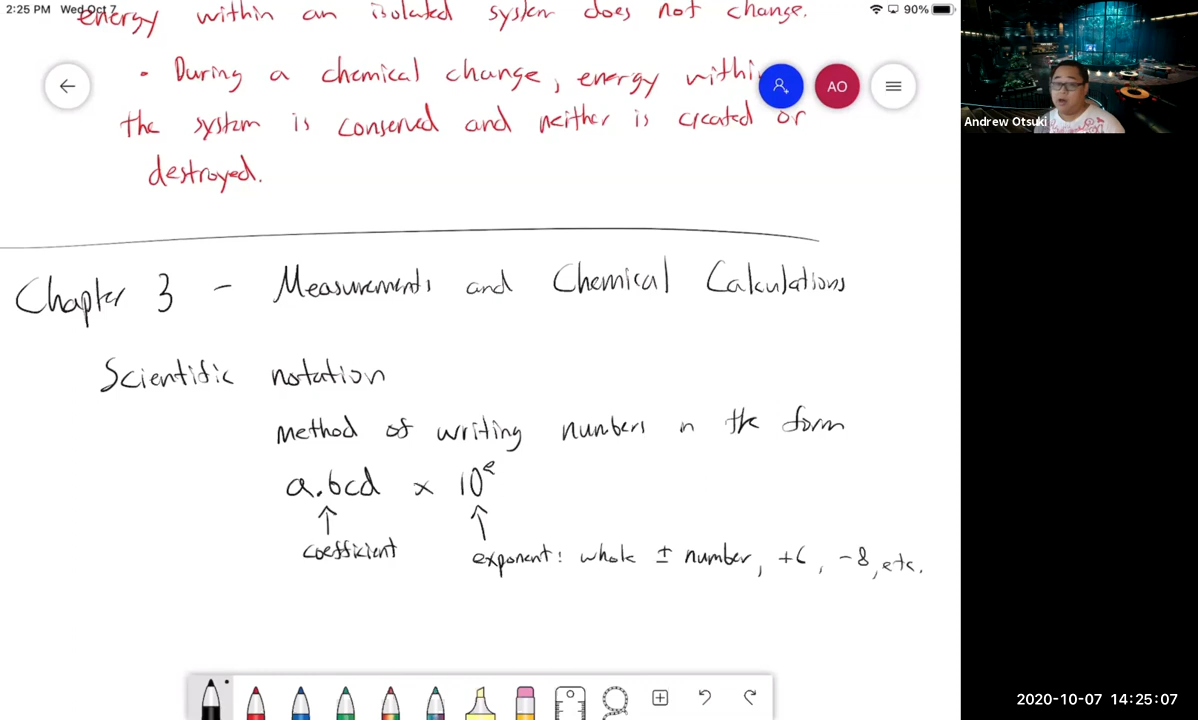 2:25 PM Wed Oct 7
90%
energy within an isolated system does not change.
• During a chemical change, energy within
AO
the system is conserved and neither is created or
Andrew Otsuki
destroyed.
Chapter 3 - Measurements and Chemical Calculations
Scientific notation
method of writing numbers in the form
a.bcd × 10ᵉ
↑ ↑
coefficient exponent: whole ± number, +6, -8, etc.
2020-10-07 14:25:07